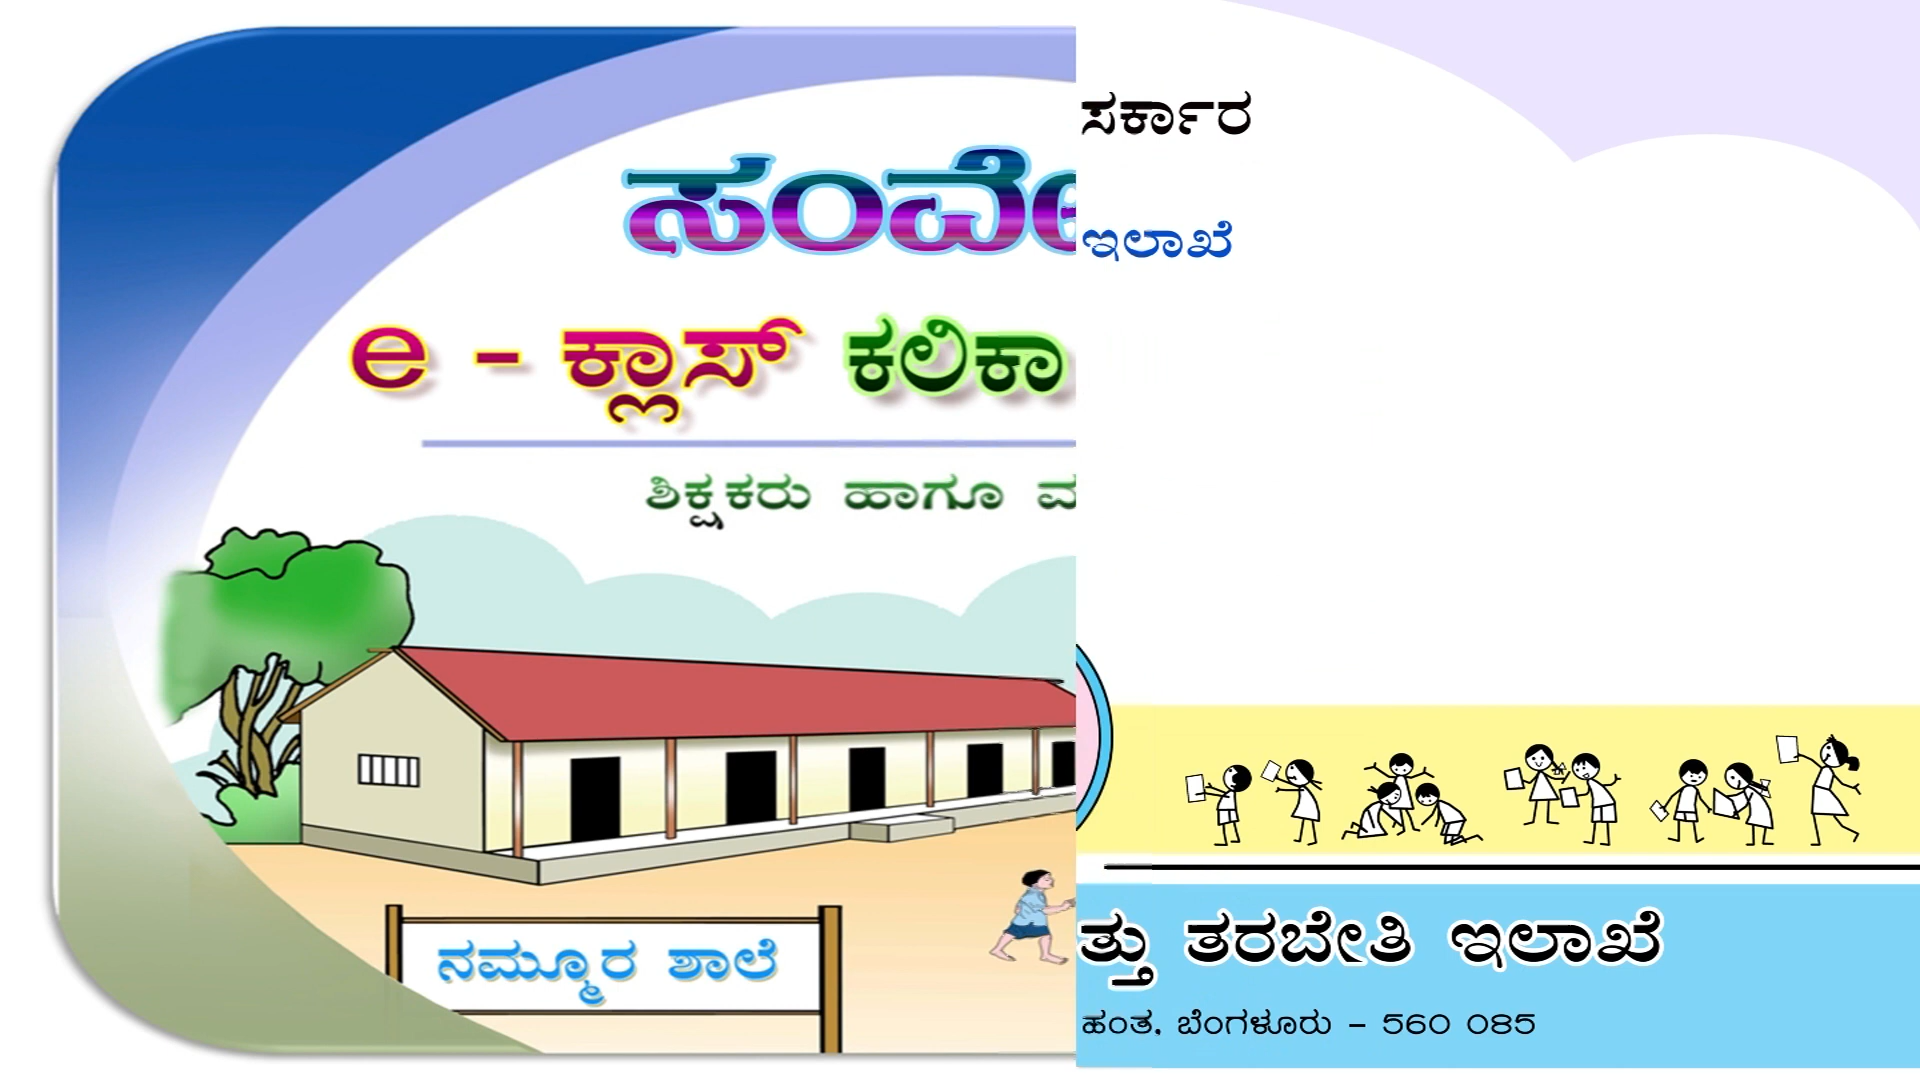 ಸಂವೇ
e - ಕ್ಲಾಸ್ ಕಲಿಕಾ
ಶಿಕ್ಷಕರು ಹಾಗೂ
ನಮ್ಮೂರ ಶಾಲೆ
ಸರ್ಕಾರ
ಇಲಾಖೆ
ತ್ತು ತರಬೇತಿ ಇಲಾಖೆ
ಹಂತ, ಬೆಂಗಳೂರು - 560 085